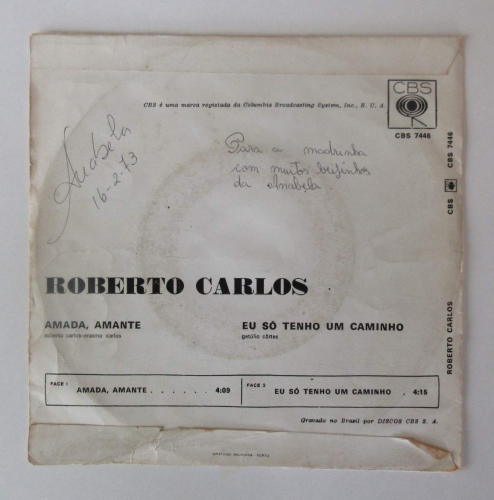 CBS
CBS é uma marca registada da Columbia Broadcasting System, Inc., E. U. A.
CBS 7446
Anabela
16-2-73
Para a madrinha
com muitos beijinhos
da Anabela
CBS 7446
CBS
ROBERTO CARLOS
ROBERTO CARLOS
AMADA, AMANTE
roberto carlos-erasmo carlos
EU SÓ TENHO UM CAMINHO
getúlio côrtes
FACE 1
AMADA, AMANTE . . . . . . 4:09
FACE 2
EU SÓ TENHO UM CAMINHO . 4:15
Gravado no Brasil por DISCOS CBS S. A.